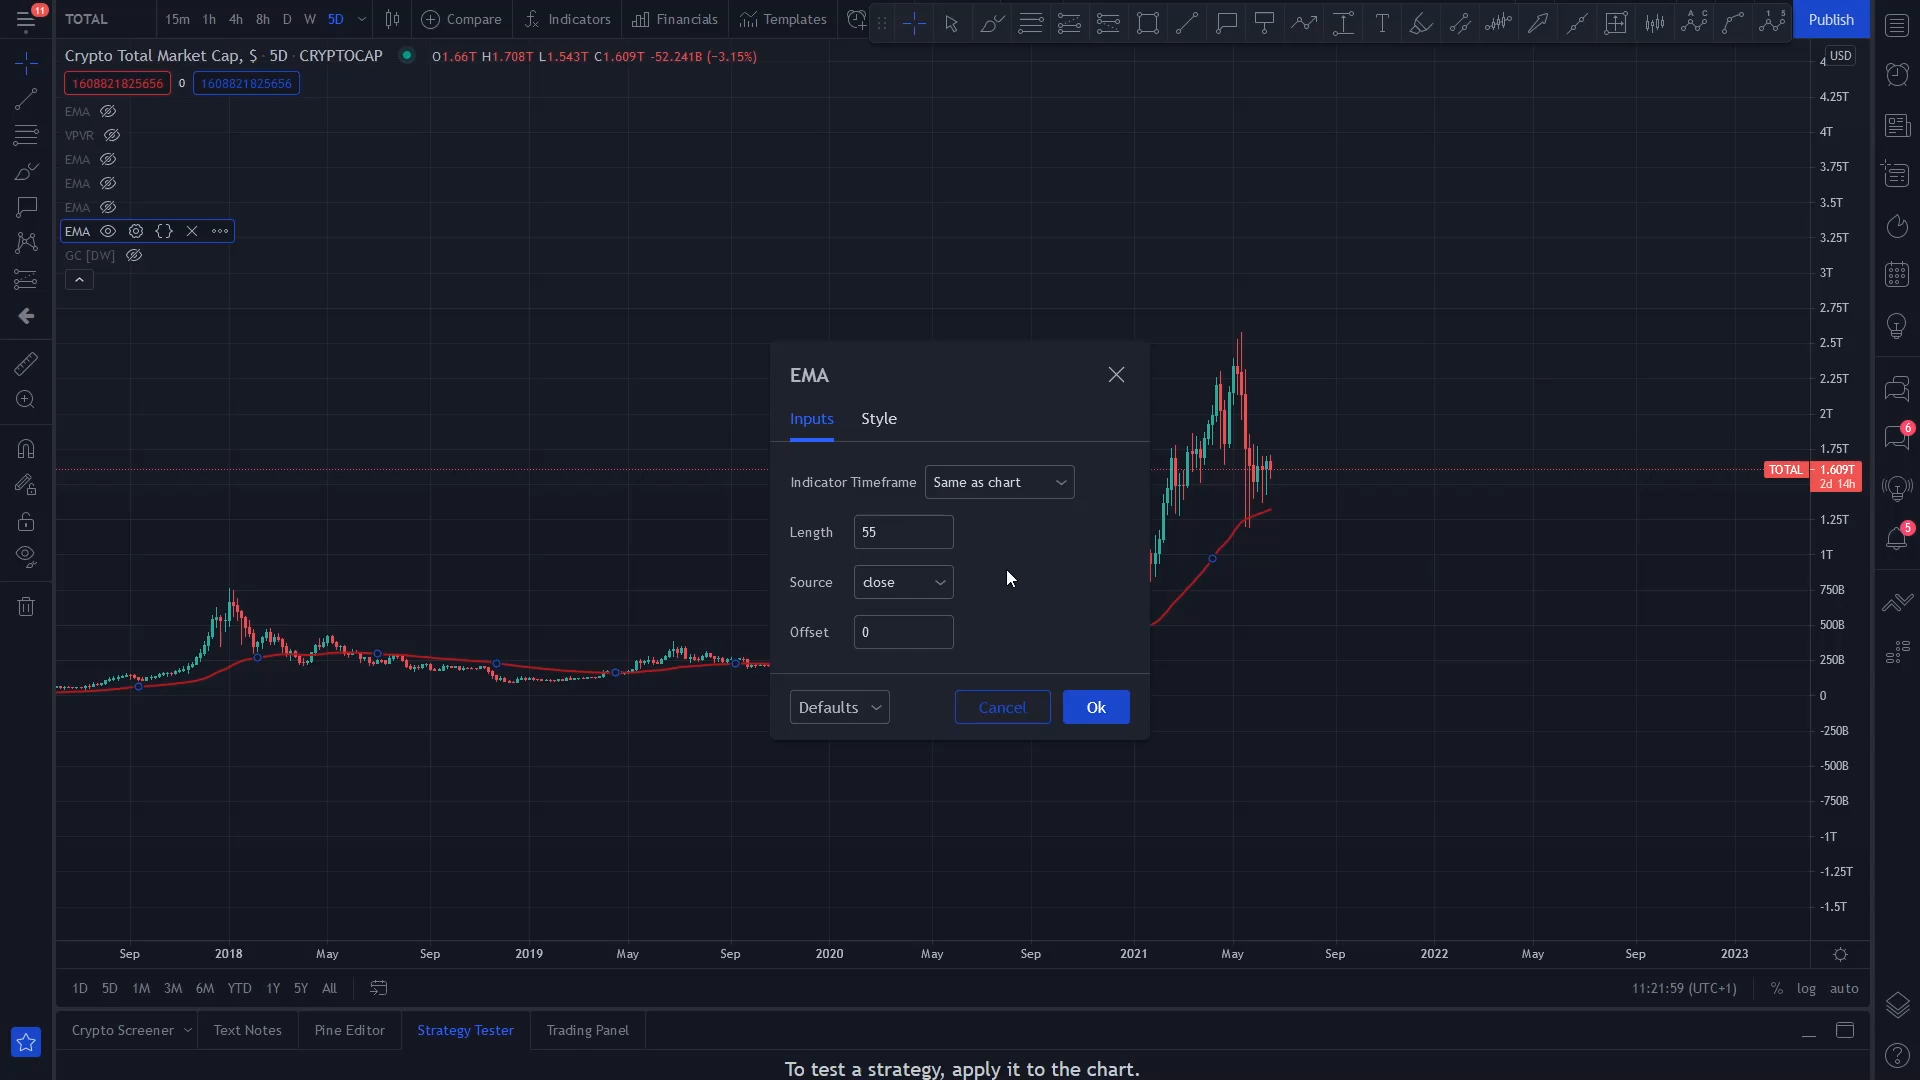 11
TOTAL
15m 1h 4h 8h D W 5D
Compare
Indicators
Financials
Templates
Publish
Crypto Total Market Cap, $ · 5D · CRYPTOCAP
O1.66T H1.708T L1.543T C1.609T -52.241B (−3.15%)
USD
1608821825656 0 1608821825656
EMA
VPVR
EMA
EMA
EMA
EMA
GC [DW]
4.25T
4T
3.75T
3.5T
3.25T
3T
2.75T
2.5T
2.25T
2T
1.75T
TOTAL 1.609T
2d 14h
1.25T
1T
750B
500B
250B
0
-250B
-500B
-750B
-1T
-1.25T
-1.5T
EMA
Inputs Style
Indicator Timeframe Same as chart
Length 55
Source close
Offset 0
Defaults Cancel Ok
6
5
Sep 2018 May Sep 2019 May Sep 2020 May Sep 2021 May Sep 2022 May Sep 2023
1D 5D 1M 3M 6M YTD 1Y 5Y All
11:21:59 (UTC+1) % log auto
Crypto Screener Text Notes Pine Editor Strategy Tester Trading Panel
To test a strategy, apply it to the chart.